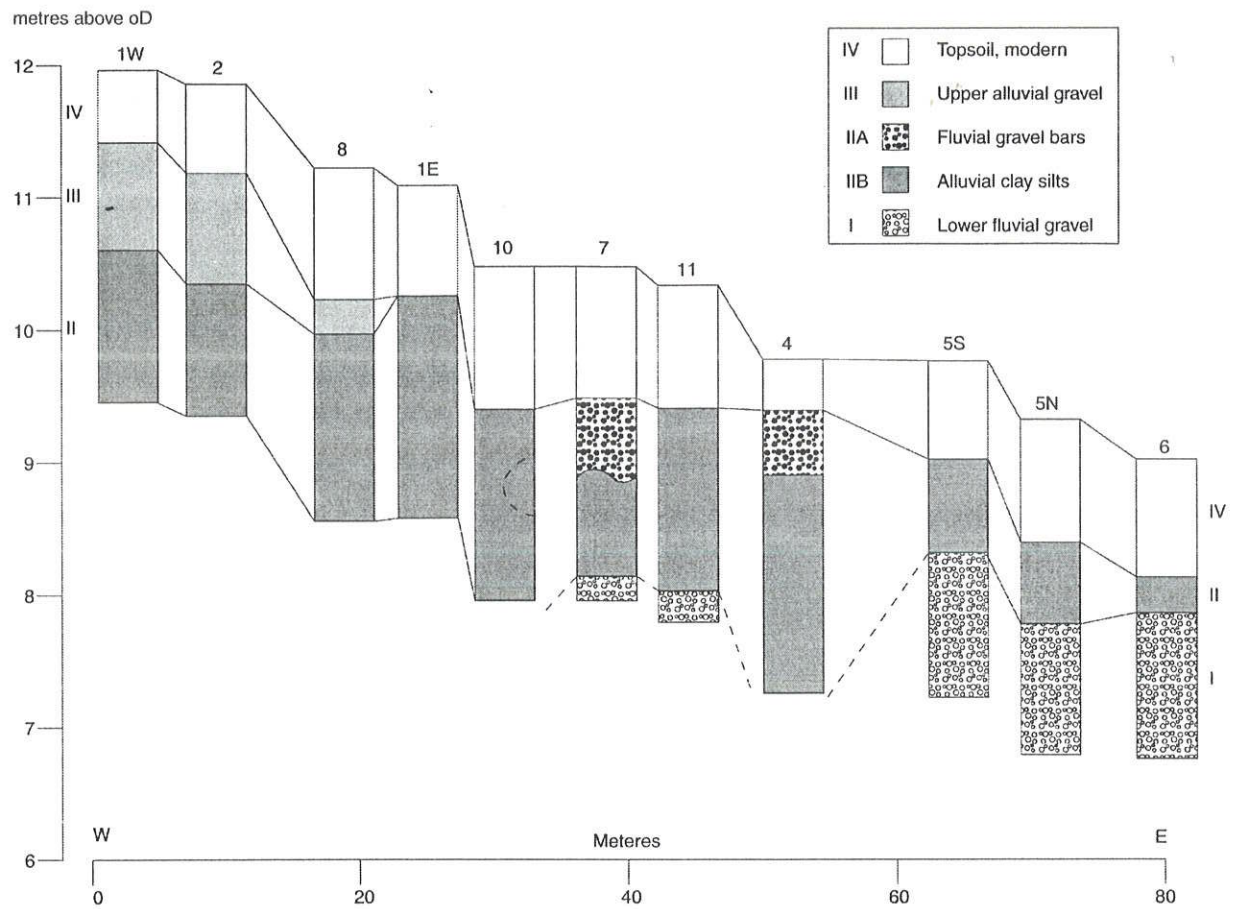 metres above oD
1W
2
8
1E
10
7
11
4
5S
5N
6
12
11
10
9
8
7
6
IV
III
II
IV
II
I
IV Topsoil, modern
III Upper alluvial gravel
IIA Fluvial gravel bars
IIB Alluvial clay silts
I Lower fluvial gravel
W Meteres E
0 20 40 60 80